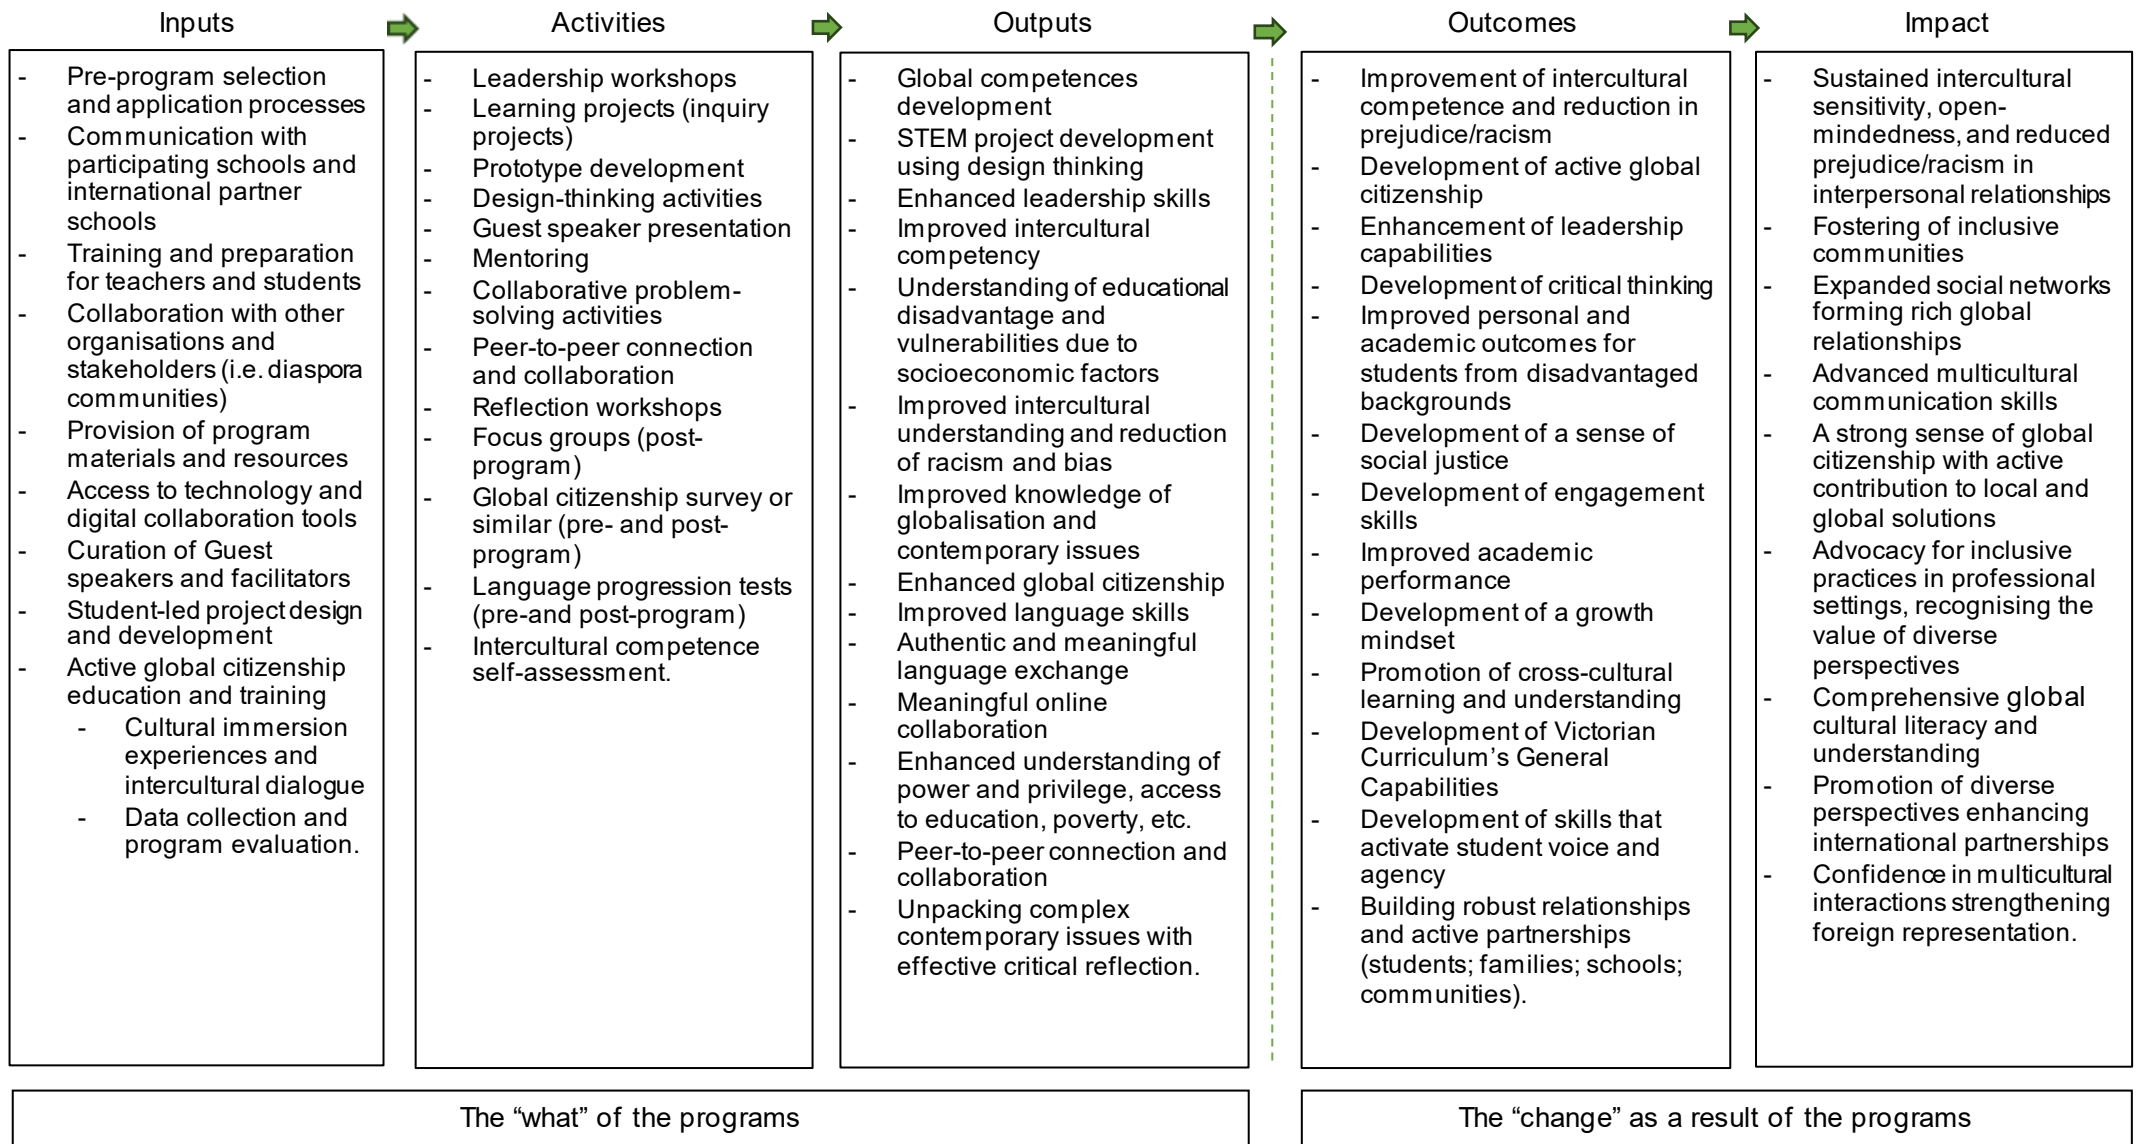 Inputs
- Pre-program selection
and application processes
- Communication with
participating schools and
international partner
schools
- Training and preparation
for teachers and students
- Collaboration with other
organisations and
stakeholders (i.e. diaspora
communities)
- Provision of program
materials and resources
- Access to technology and
digital collaboration tools
- Curation of Guest
speakers and facilitators
- Student-led project design
and development
- Active global citizenship
education and training
- Cultural immersion
experiences and
intercultural dialogue
- Data collection and
program evaluation.
Activities
- Leadership workshops
- Learning projects (inquiry
projects)
- Prototype development
- Design-thinking activities
- Guest speaker presentation
- Mentoring
- Collaborative problem-
solving activities
- Peer-to-peer connection
and collaboration
- Reflection workshops
- Focus groups (post-
program)
- Global citizenship survey or
similar (pre- and post-
program)
- Language progression tests
(pre-and post-program)
- Intercultural competence
self-assessment.
Outputs
- Global competences
development
- STEM project development
using design thinking
- Enhanced leadership skills
- Improved intercultural
competency
- Understanding of educational
disadvantage and
vulnerabilities due to
socioeconomic factors
- Improved intercultural
understanding and reduction
of racism and bias
- Improved knowledge of
globalisation and
contemporary issues
- Enhanced global citizenship
- Improved language skills
- Authentic and meaningful
language exchange
- Meaningful online
collaboration
- Enhanced understanding of
power and privilege, access
to education, poverty, etc.
- Peer-to-peer connection and
collaboration
- Unpacking complex
contemporary issues with
effective critical reflection.
Outcomes
- Improvement of intercultural
competence and reduction in
prejudice/racism
- Development of active global
citizenship
- Enhancement of leadership
capabilities
- Development of critical thinking
- Improved personal and
academic outcomes for
students from disadvantaged
backgrounds
- Development of a sense of
social justice
- Development of engagement
skills
- Improved academic
performance
- Development of a growth
mindset
- Promotion of cross-cultural
learning and understanding
- Development of Victorian
Curriculum’s General
Capabilities
- Development of skills that
activate student voice and
agency
- Building robust relationships
and active partnerships
(students; families; schools;
communities).
Impact
- Sustained intercultural
sensitivity, open-
mindedness, and reduced
prejudice/racism in
interpersonal relationships
- Fostering of inclusive
communities
- Expanded social networks
forming rich global
relationships
- Advanced multicultural
communication skills
- A strong sense of global
citizenship with active
contribution to local and
global solutions
- Advocacy for inclusive
practices in professional
settings, recognising the
value of diverse
perspectives
- Comprehensive global
cultural literacy and
understanding
- Promotion of diverse
perspectives enhancing
international partnerships
- Confidence in multicultural
interactions strengthening
foreign representation.
The “what” of the programs
The “change” as a result of the programs